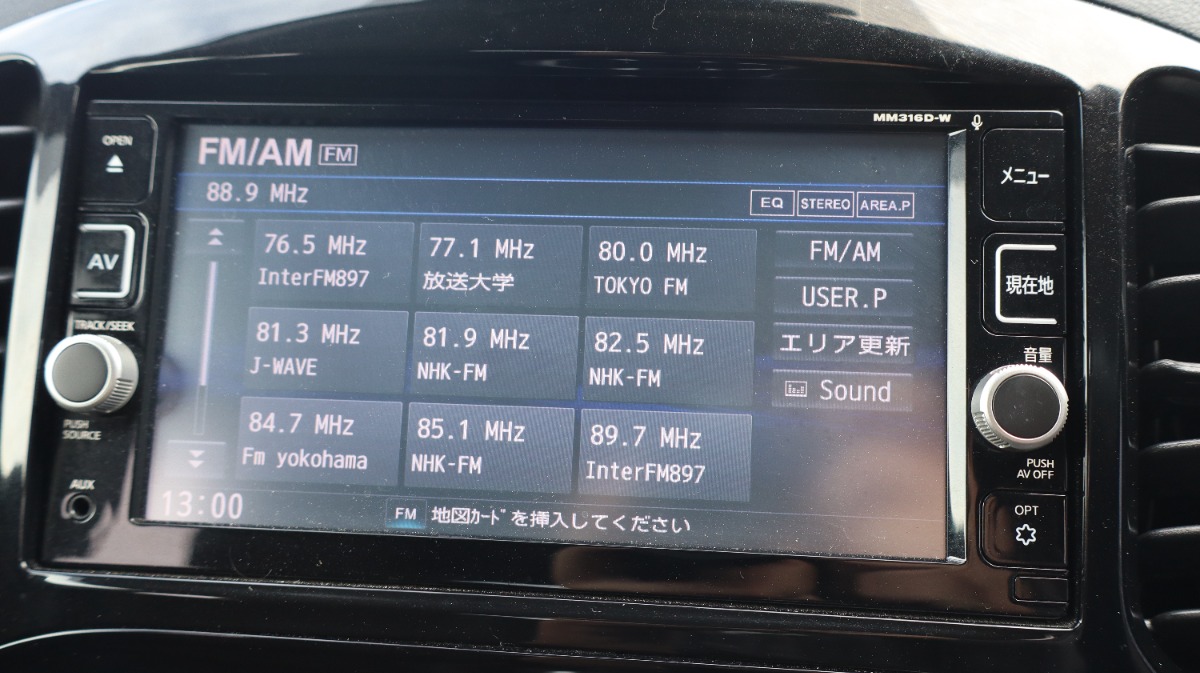 MM316D-W
OPEN
AV
TRACK/SEEK
PUSH
SOURCE
AUX
FM/AM FM
88.9 MHz
EQ STEREO AREA.P
76.5 MHz
InterFM897
77.1 MHz
放送大学
80.0 MHz
TOKYO FM
81.3 MHz
J-WAVE
81.9 MHz
NHK-FM
82.5 MHz
NHK-FM
84.7 MHz
Fm yokohama
85.1 MHz
NHK-FM
89.7 MHz
InterFM897
FM/AM
USER.P
エリア更新
Sound
13:00
FM 地図ｶｰﾄﾞを挿入してください
メニュー
現在地
音量
PUSH
AV OFF
OPT